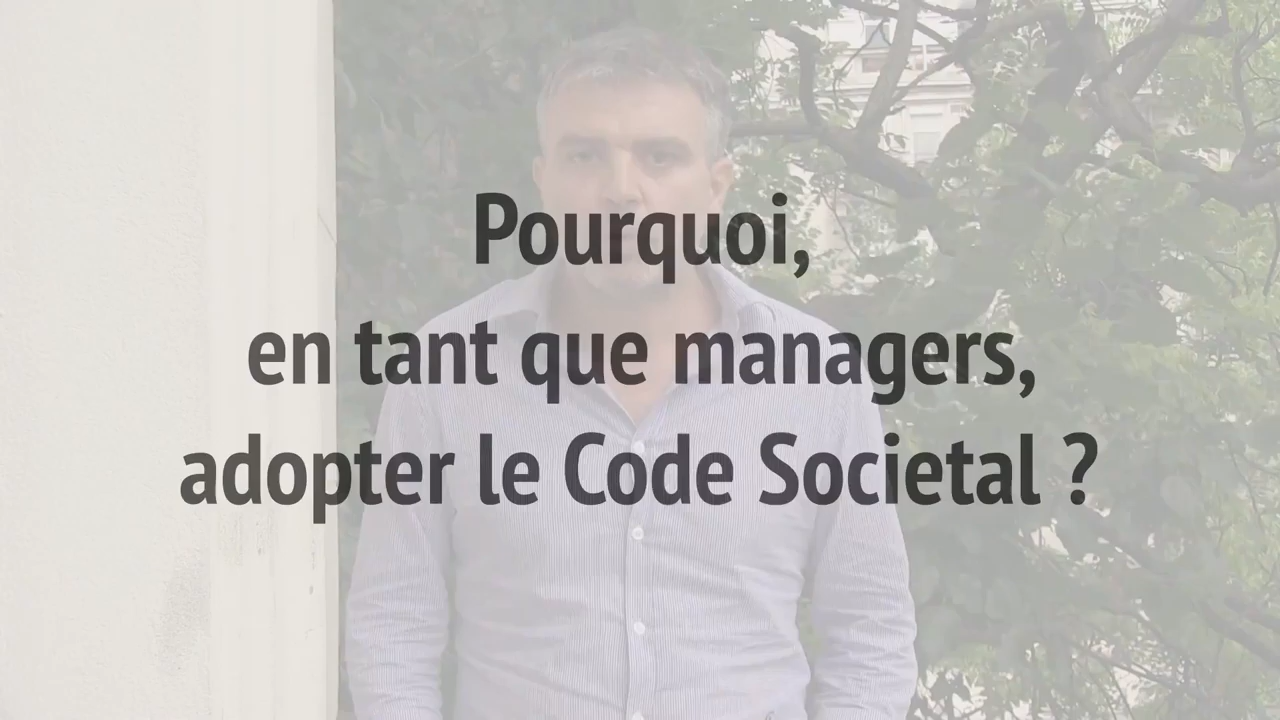 Pourquoi,
en tant que managers,
adopter le Code Societal ?